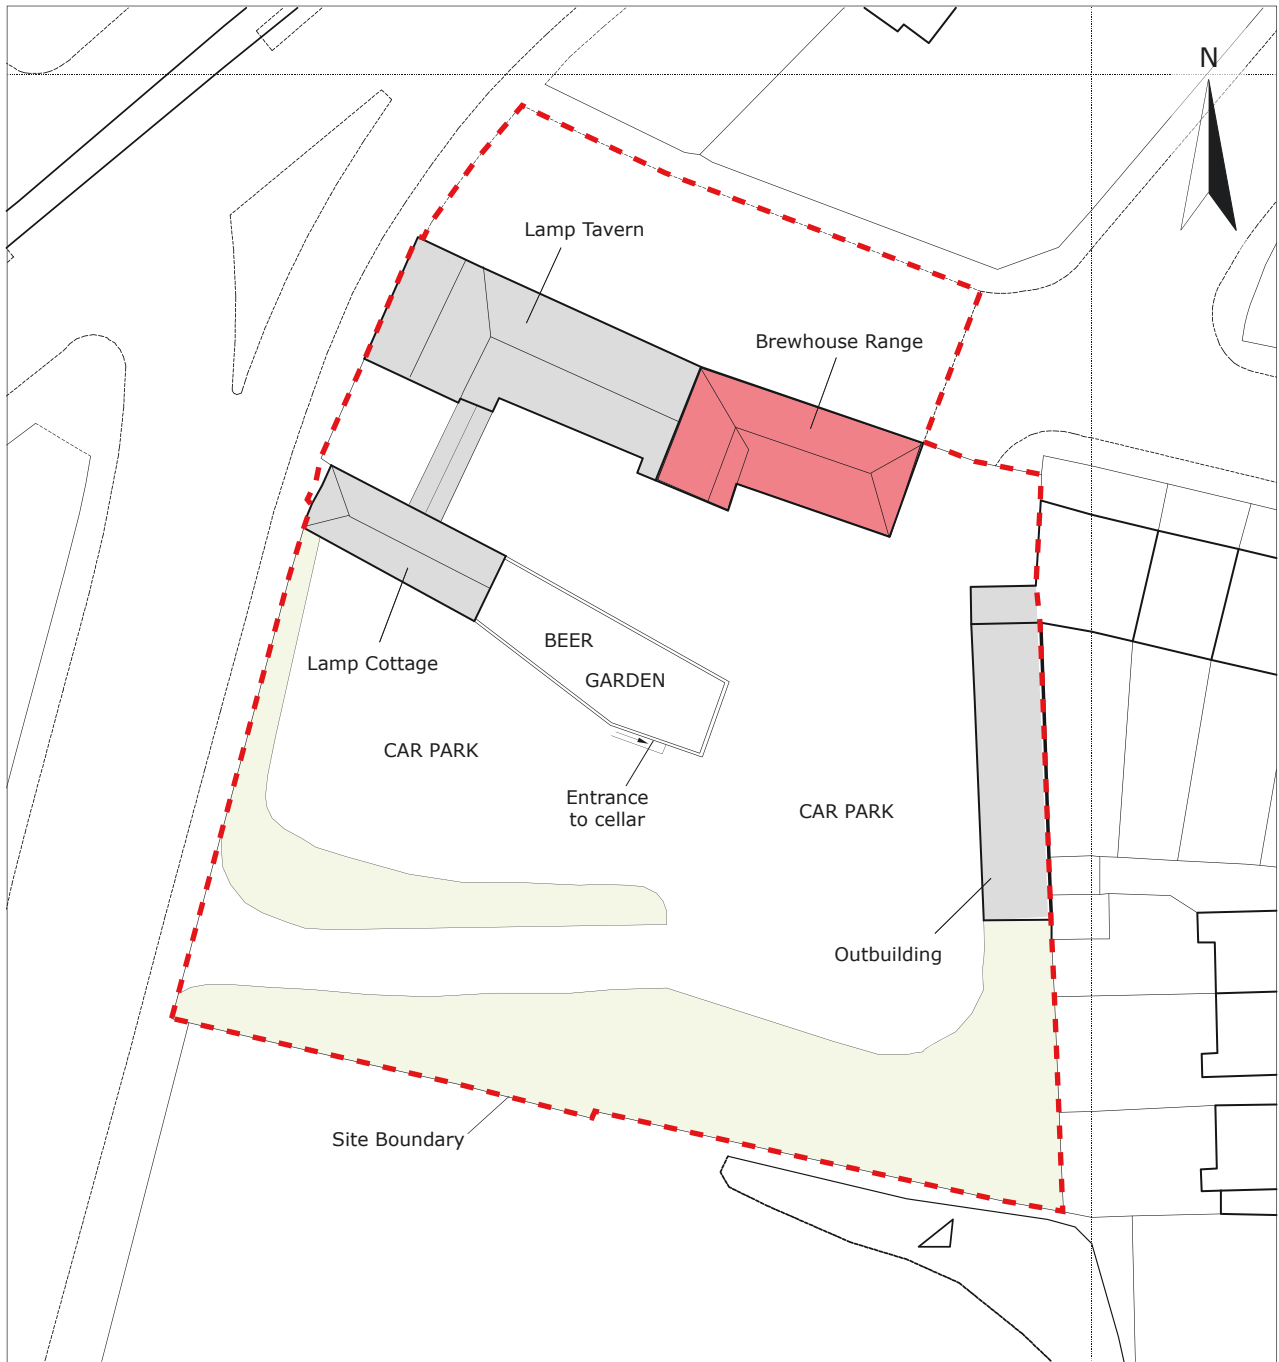 N
Lamp Tavern
Brewhouse Range
BEER
GARDEN
Lamp Cottage
CAR PARK
Entrance
to cellar
CAR PARK
Outbuilding
Site Boundary